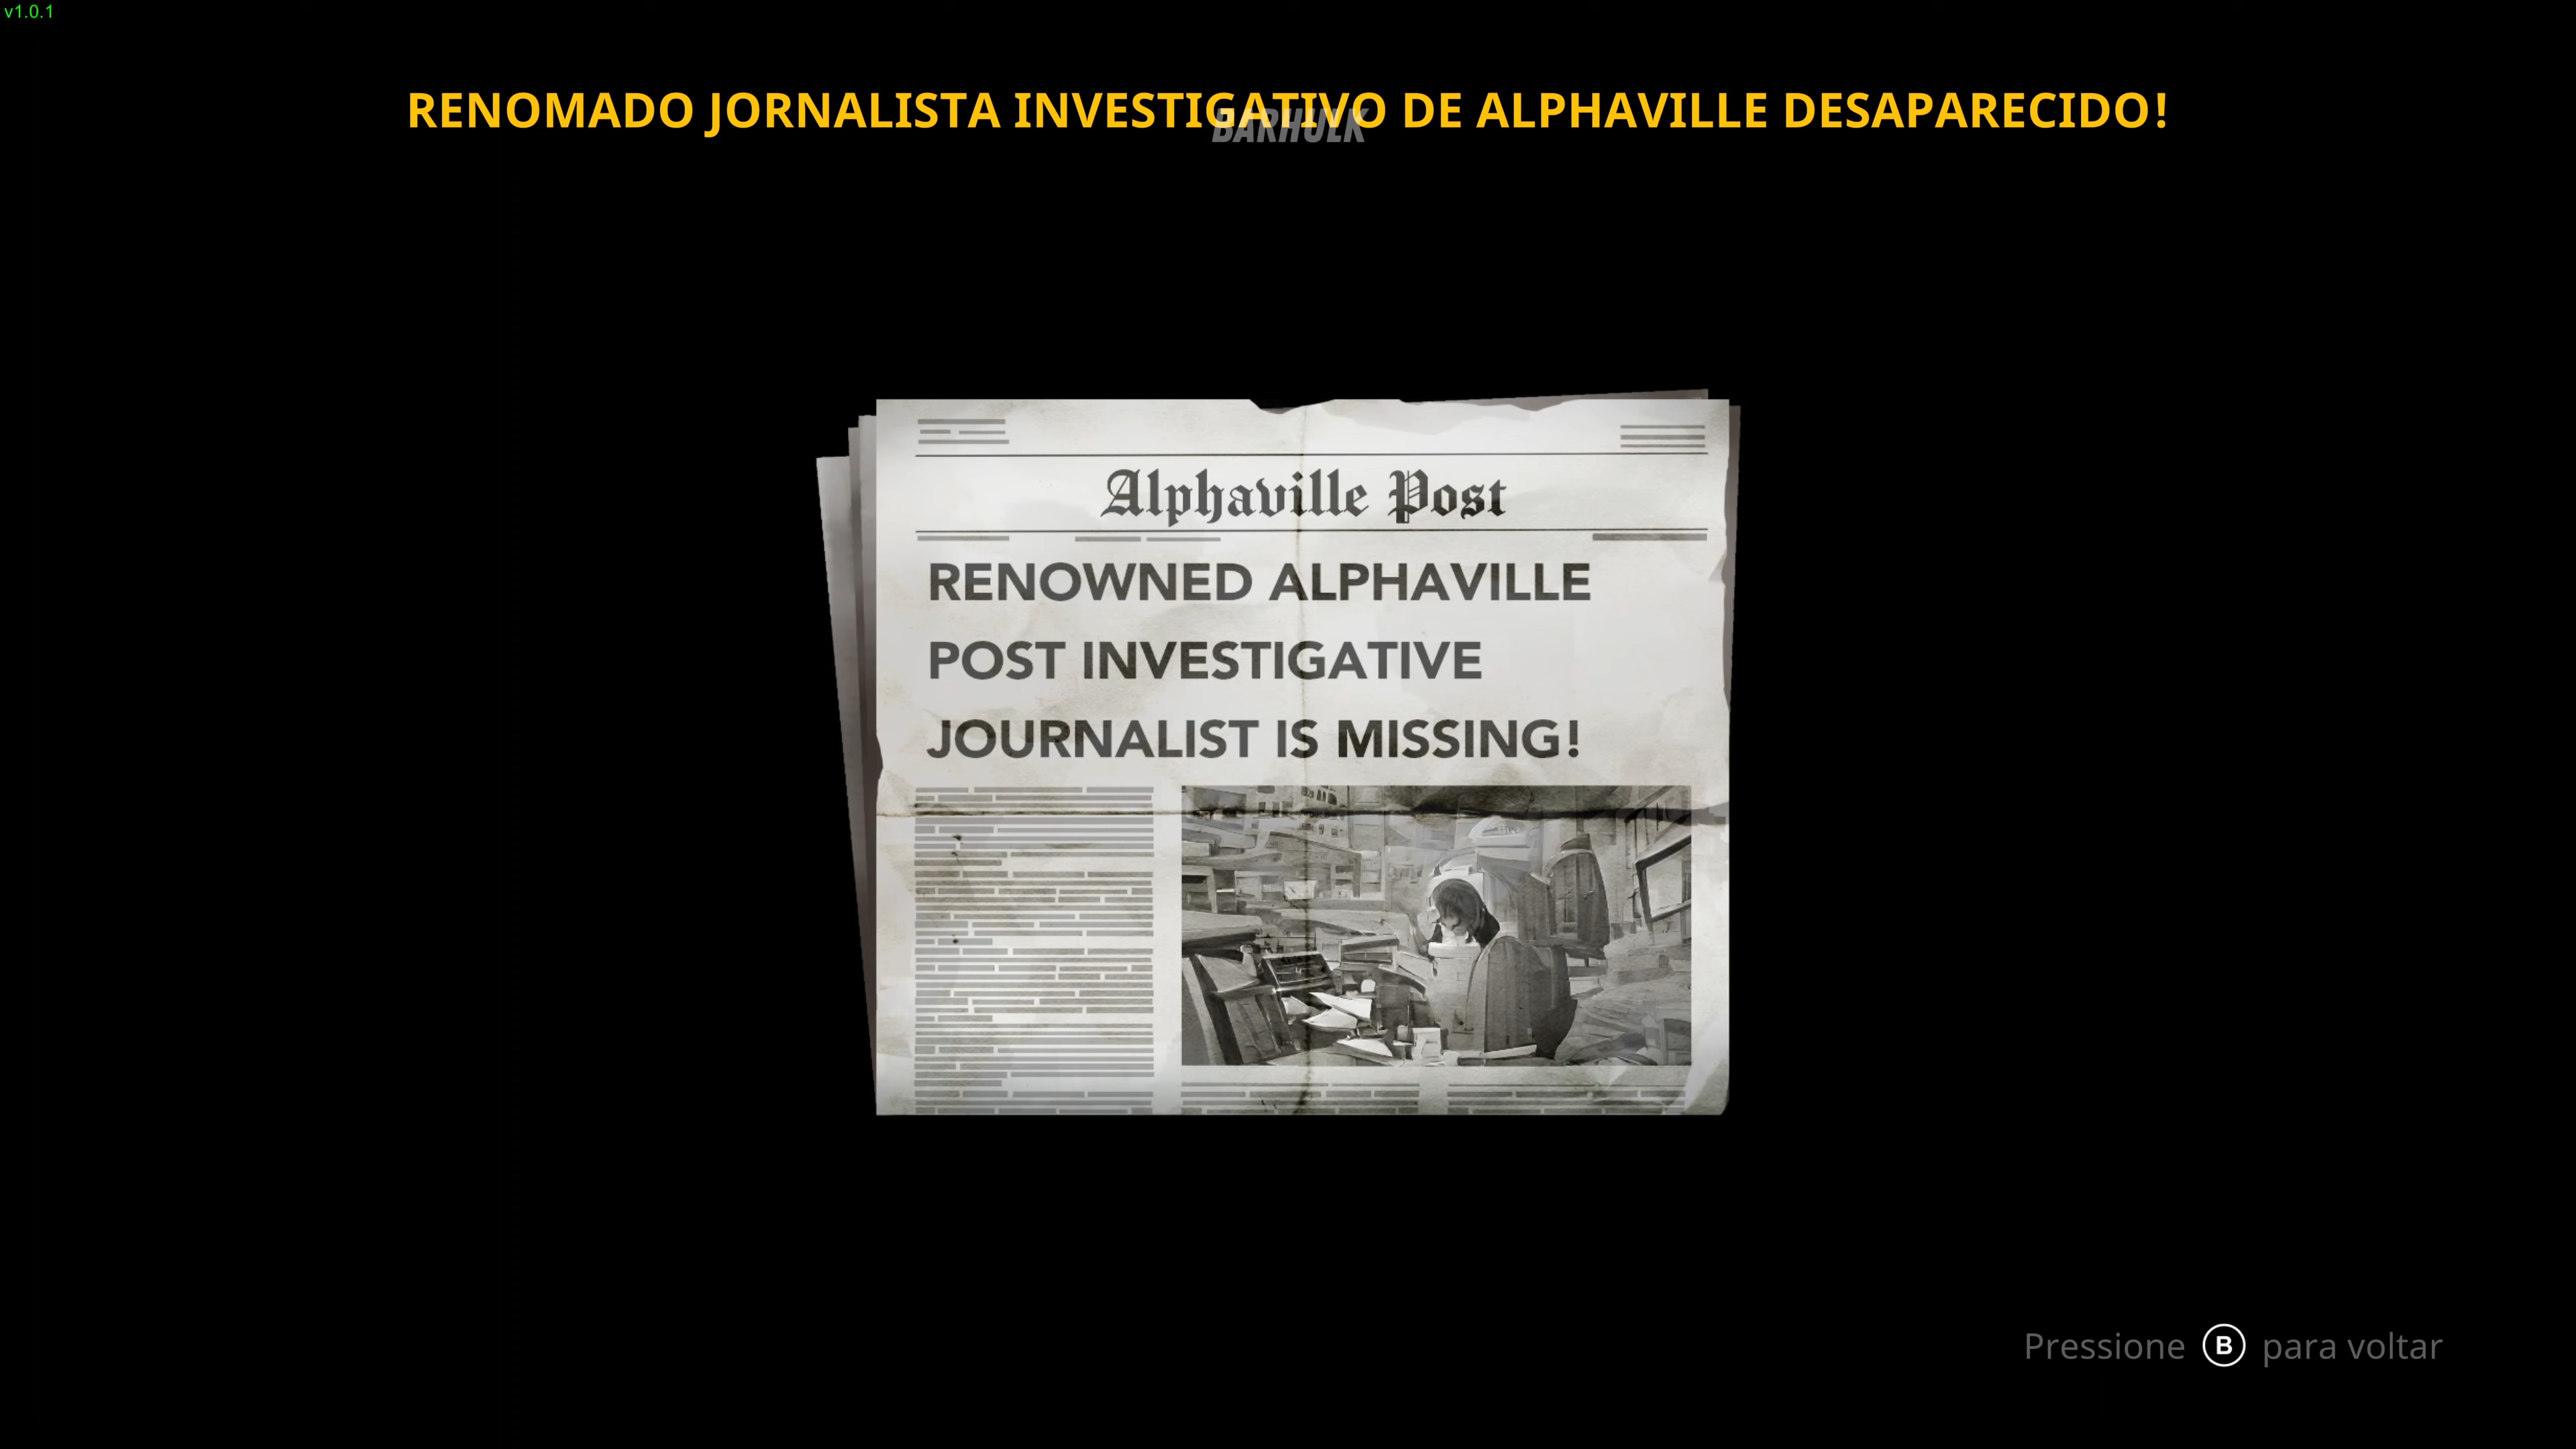 v1.0.1
RENOMADO JORNALISTA INVESTIGATIVO DE ALPHAVILLE DESAPARECIDO!
BARHULK
Alphaville Post
RENOWNED ALPHAVILLE
POST INVESTIGATIVE
JOURNALIST IS MISSING!
Pressione B para voltar